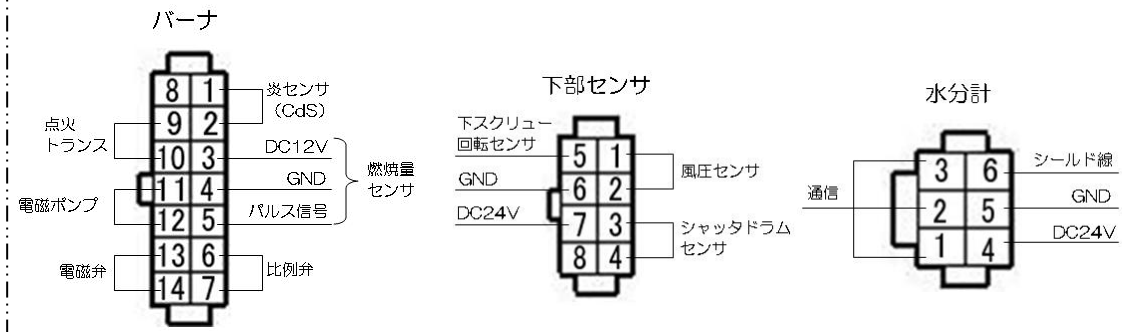 バーナ
8 1
9 2
10 3
11 4
12 5
13 6
14 7
点火
トランス
電磁ポンプ
電磁弁
炎センサ
(CdS)
DC12V
GND
パルス信号
燃焼量
センサ
比例弁
下部センサ
下スクリュー
回転センサ
GND
DC24V
5 1
6 2
7 3
8 4
風圧センサ
シャッタドラム
センサ
水分計
通信
3 6
2 5
1 4
シールド線
GND
DC24V